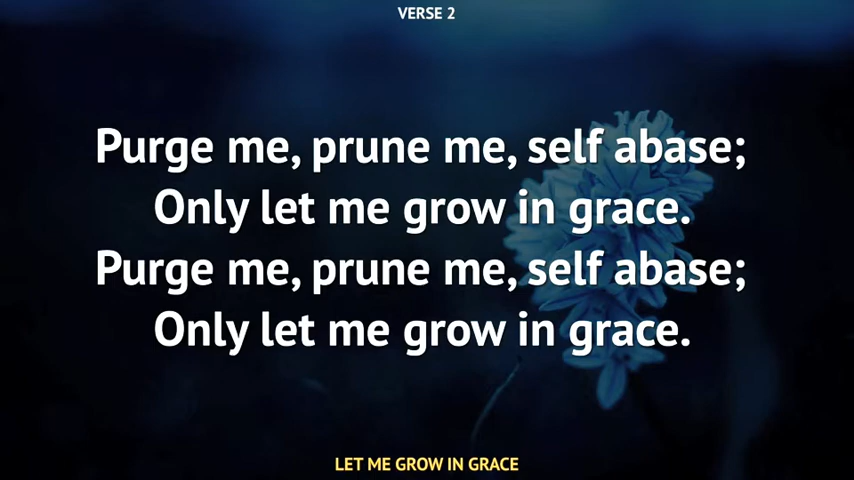 VERSE 2
Purge me, prune me, self abase;
Only let me grow in grace.
Purge me, prune me, self abase;
Only let me grow in grace.
LET ME GROW IN GRACE